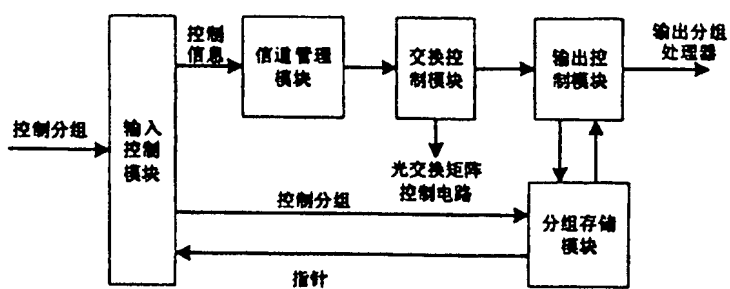 控制分组
输入
控制
模块
控制
信息
信道管理
模块
交换控
制模块
输出控
制模块
输出分组
处理器
光交换矩阵
控制电路
控制分组
分组存储
模块
指针